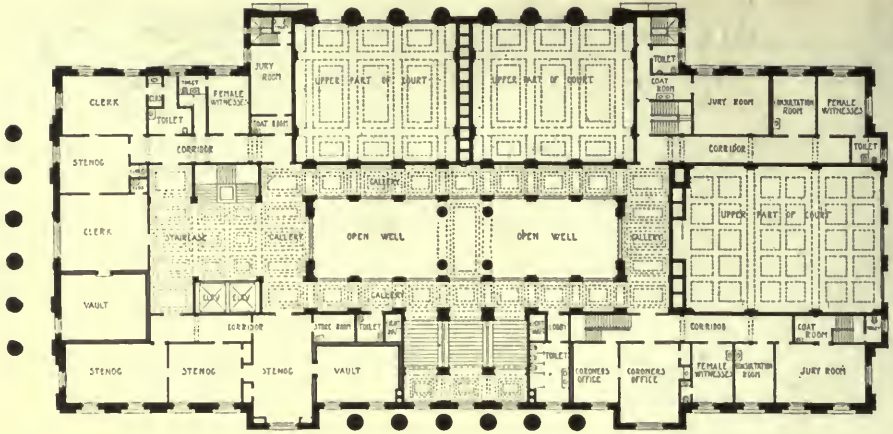 JURY
ROOM
COAT ROOM
UPPER PART OF COURT
UPPER PART OF COURT
TOILET
COAT
ROOM
JURY ROOM
CONSULTATION
ROOM
FEMALE
WITNESSES
CLERK
TOILET
FEMALE
WITNESSES
CORRIDOR
CORRIDOR
TOILET
STENOG
GALLERY
UPPER PART OF COURT
CLERK
STAIRCASE
GALLERY
OPEN WELL
OPEN WELL
GALLERY
VAULT
ELEV
ELEV
GALLERY
CORRIDOR
STORE ROOM
TOILET
LOBBY
CORRIDOR
COAT
ROOM
STENOG
STENOG
STENOG
VAULT
TOILET
CORONERS
OFFICE
CORONERS
OFFICE
FEMALE
WITNESSES
CONSULTATION
ROOM
JURY ROOM